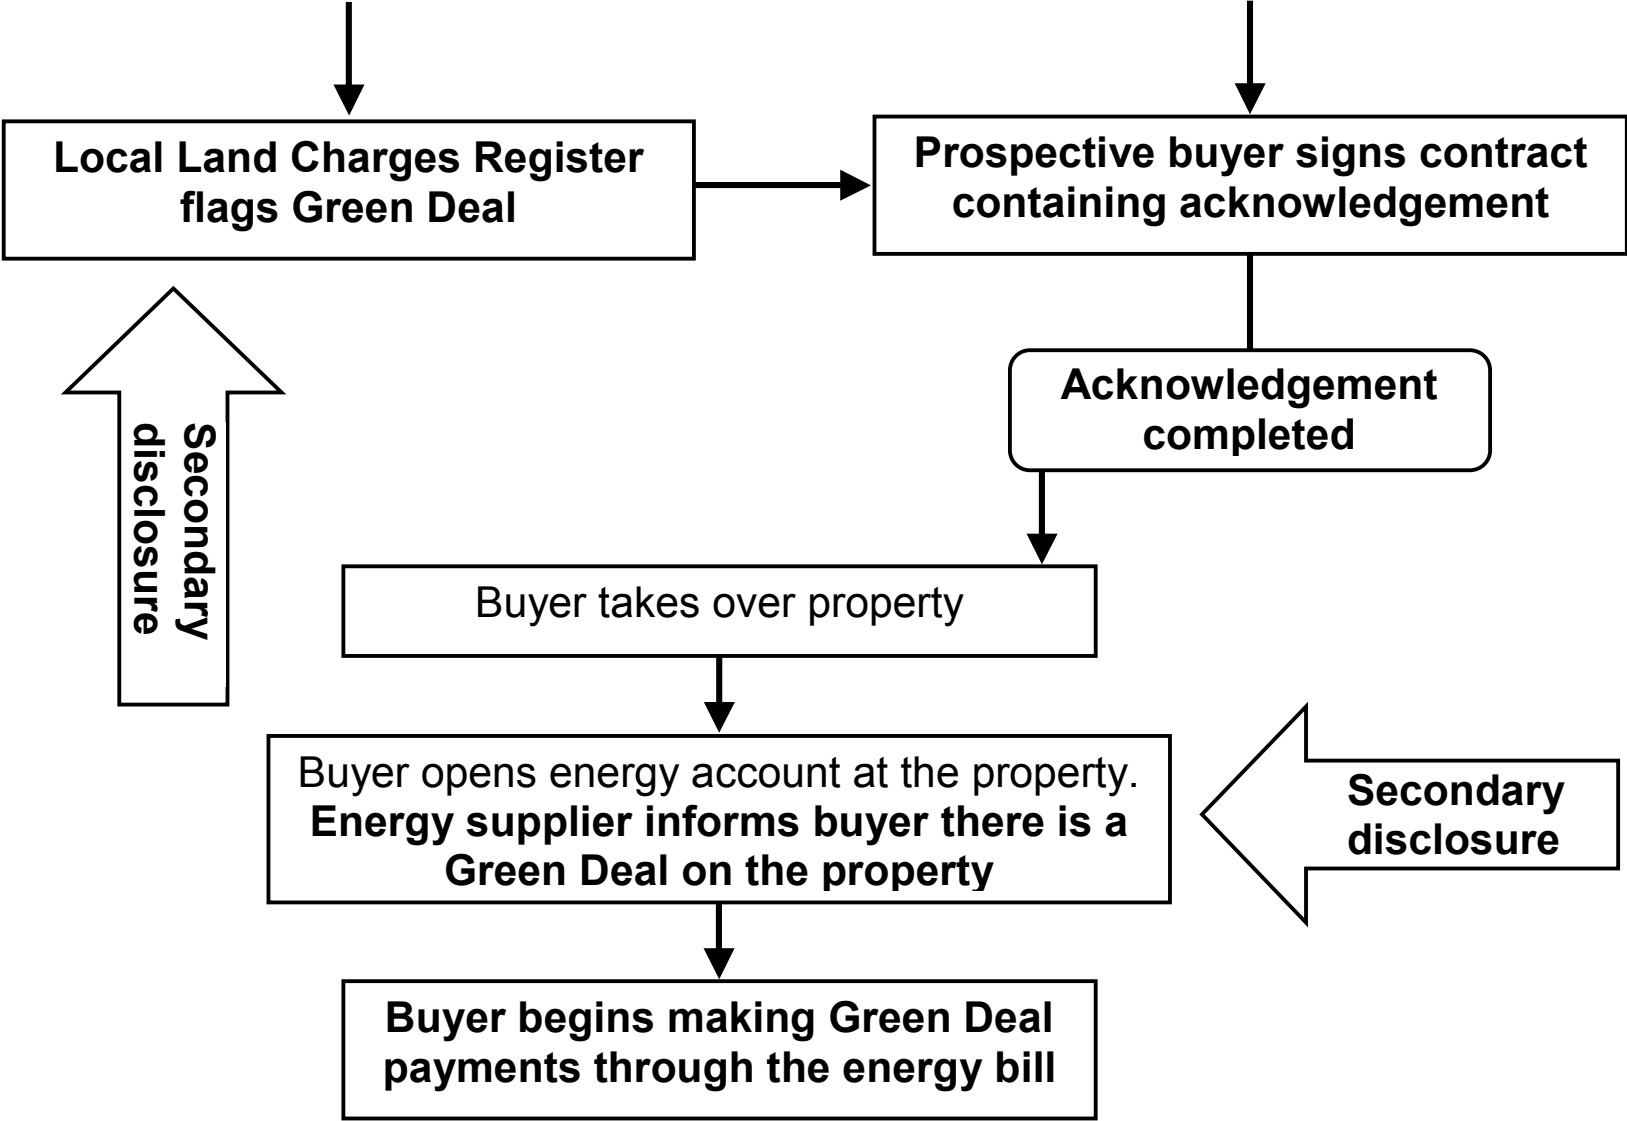 Local Land Charges Register
flags Green Deal
Prospective buyer signs contract
containing acknowledgement
Acknowledgement
completed
Secondary
disclosure
Buyer takes over property
Buyer opens energy account at the property.
Energy supplier informs buyer there is a
Green Deal on the property
Secondary
disclosure
Buyer begins making Green Deal
payments through the energy bill